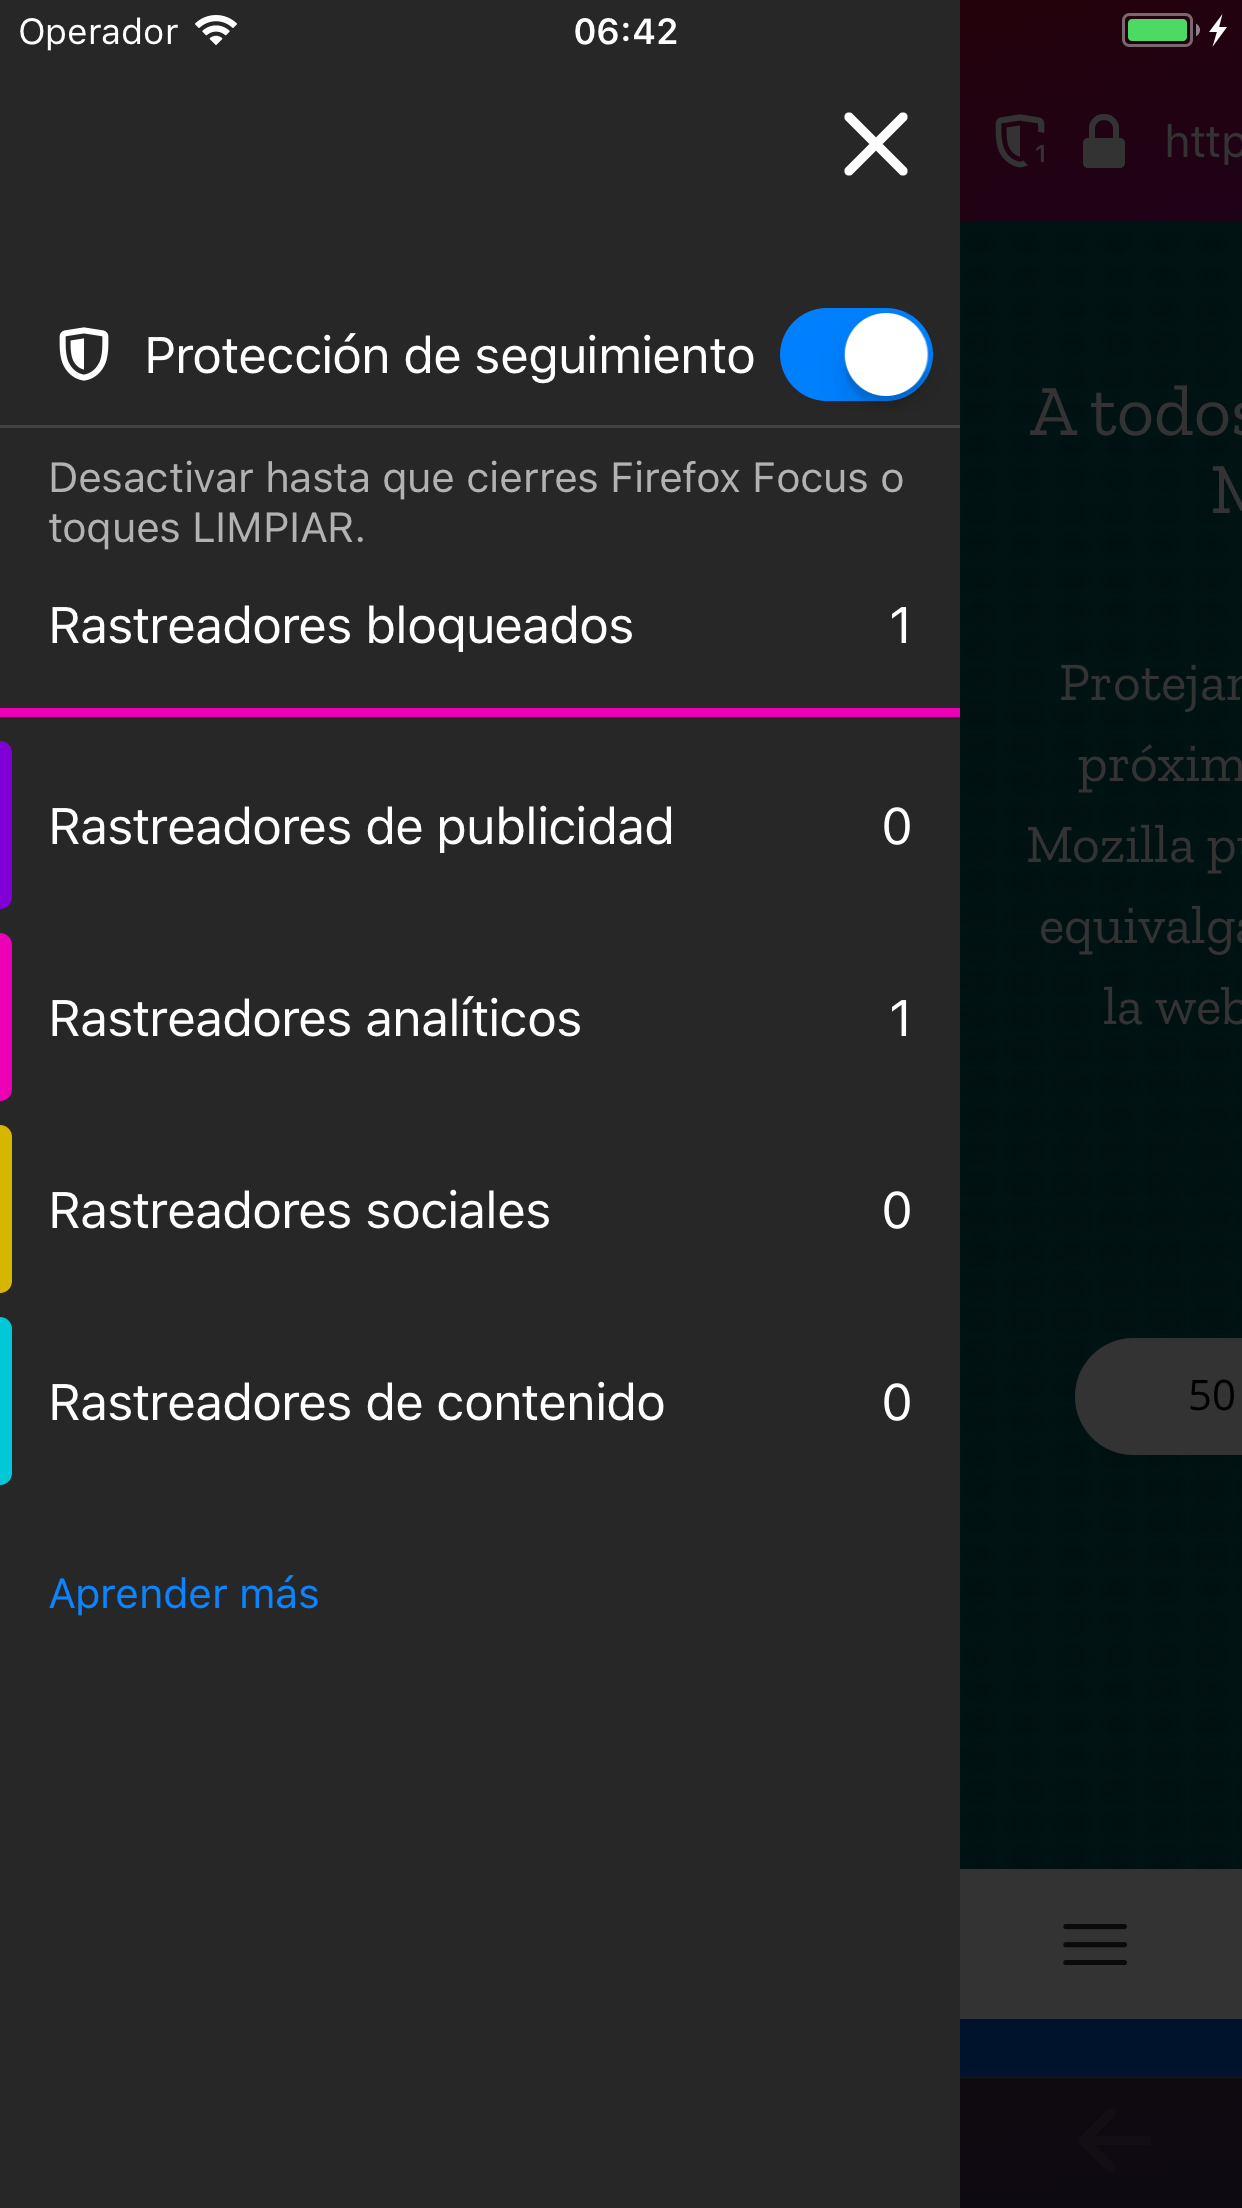 Operador
06:42
1
http
Protección de seguimiento
Desactivar hasta que cierres Firefox Focus o
toques LIMPIAR.
Rastreadores bloqueados 1
Rastreadores de publicidad 0
Rastreadores analíticos 1
Rastreadores sociales 0
Rastreadores de contenido 0
Aprender más
A todos
M
Protejan
próxim
Mozilla p
equivalga
la web
50